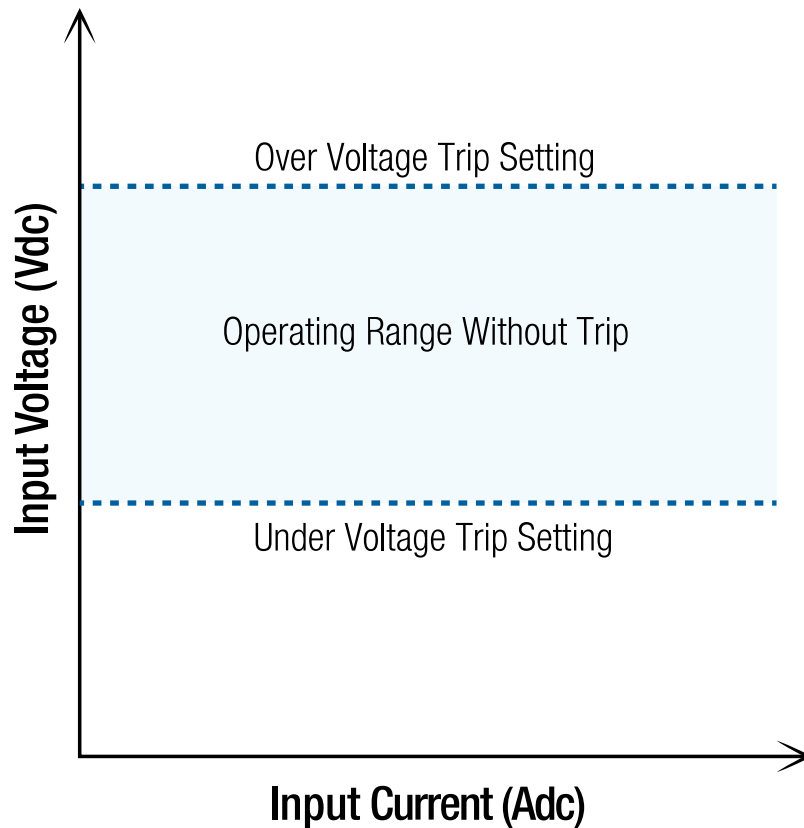 Over Voltage Trip Setting
Input Voltage (Vdc)
Operating Range Without Trip
Under Voltage Trip Setting
Input Current (Adc)